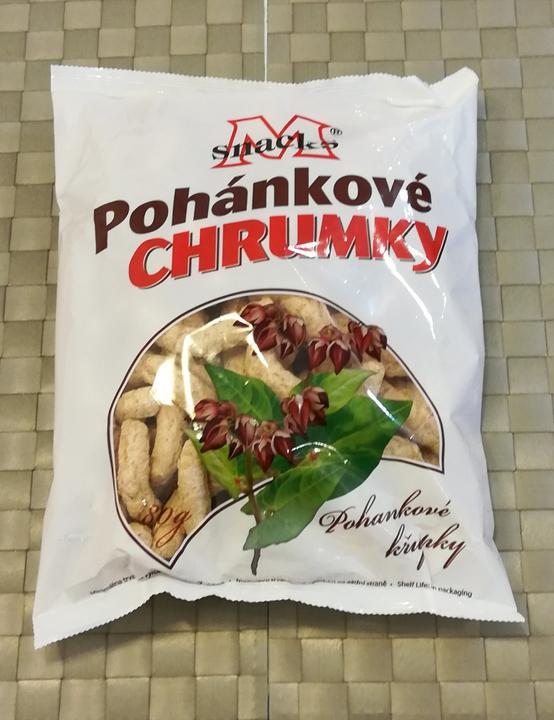 M
snacks®
Pohánkové
CHRUMKy
80g
Pohankové
křupky
Shelf Life: in packaging